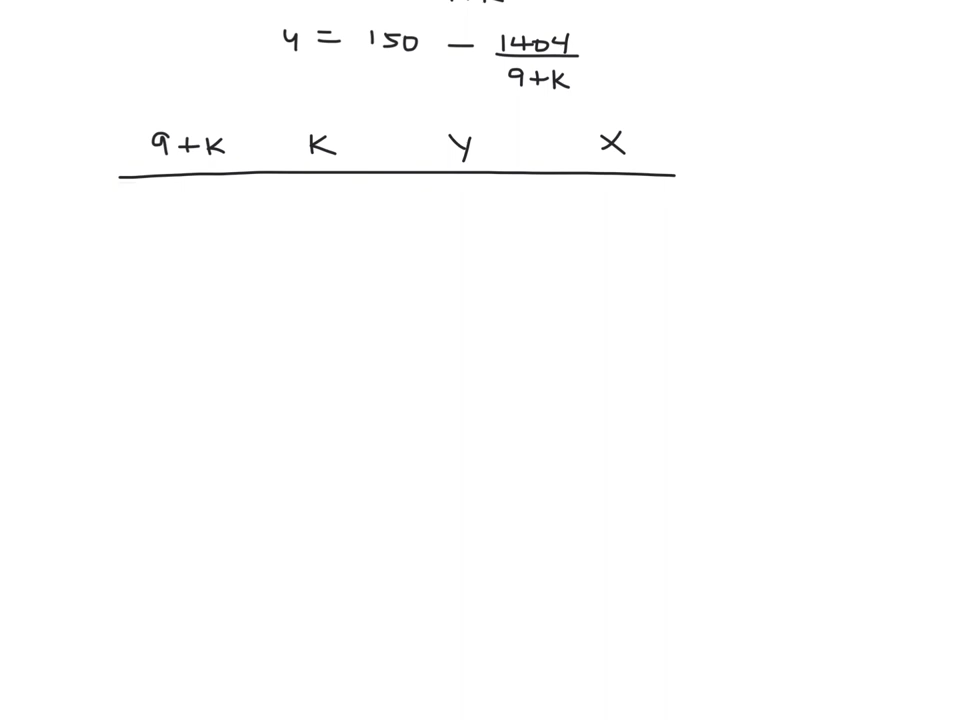 y = 150 - 1404/9+k
9+k k y x